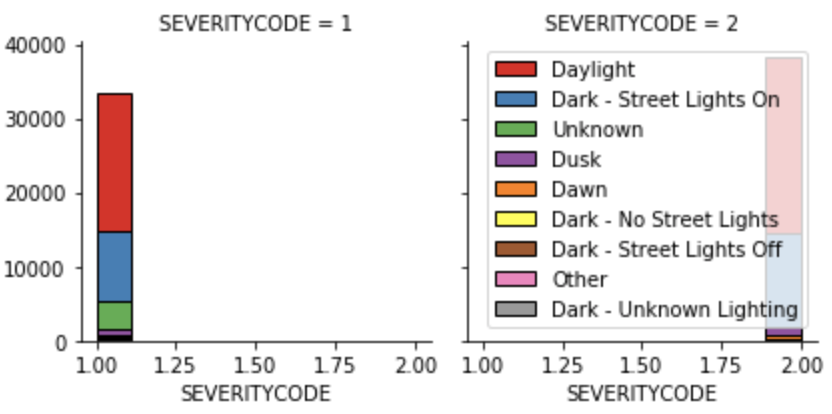 SEVERITYCODE = 1
SEVERITYCODE = 2
40000
30000
20000
10000
0
Daylight
Dark - Street Lights On
Unknown
Dusk
Dawn
Dark - No Street Lights
Dark - Street Lights Off
Other
Dark - Unknown Lighting
1.00 1.25 1.50 1.75 2.00
1.00 1.25 1.50 1.75 2.00
SEVERITYCODE
SEVERITYCODE